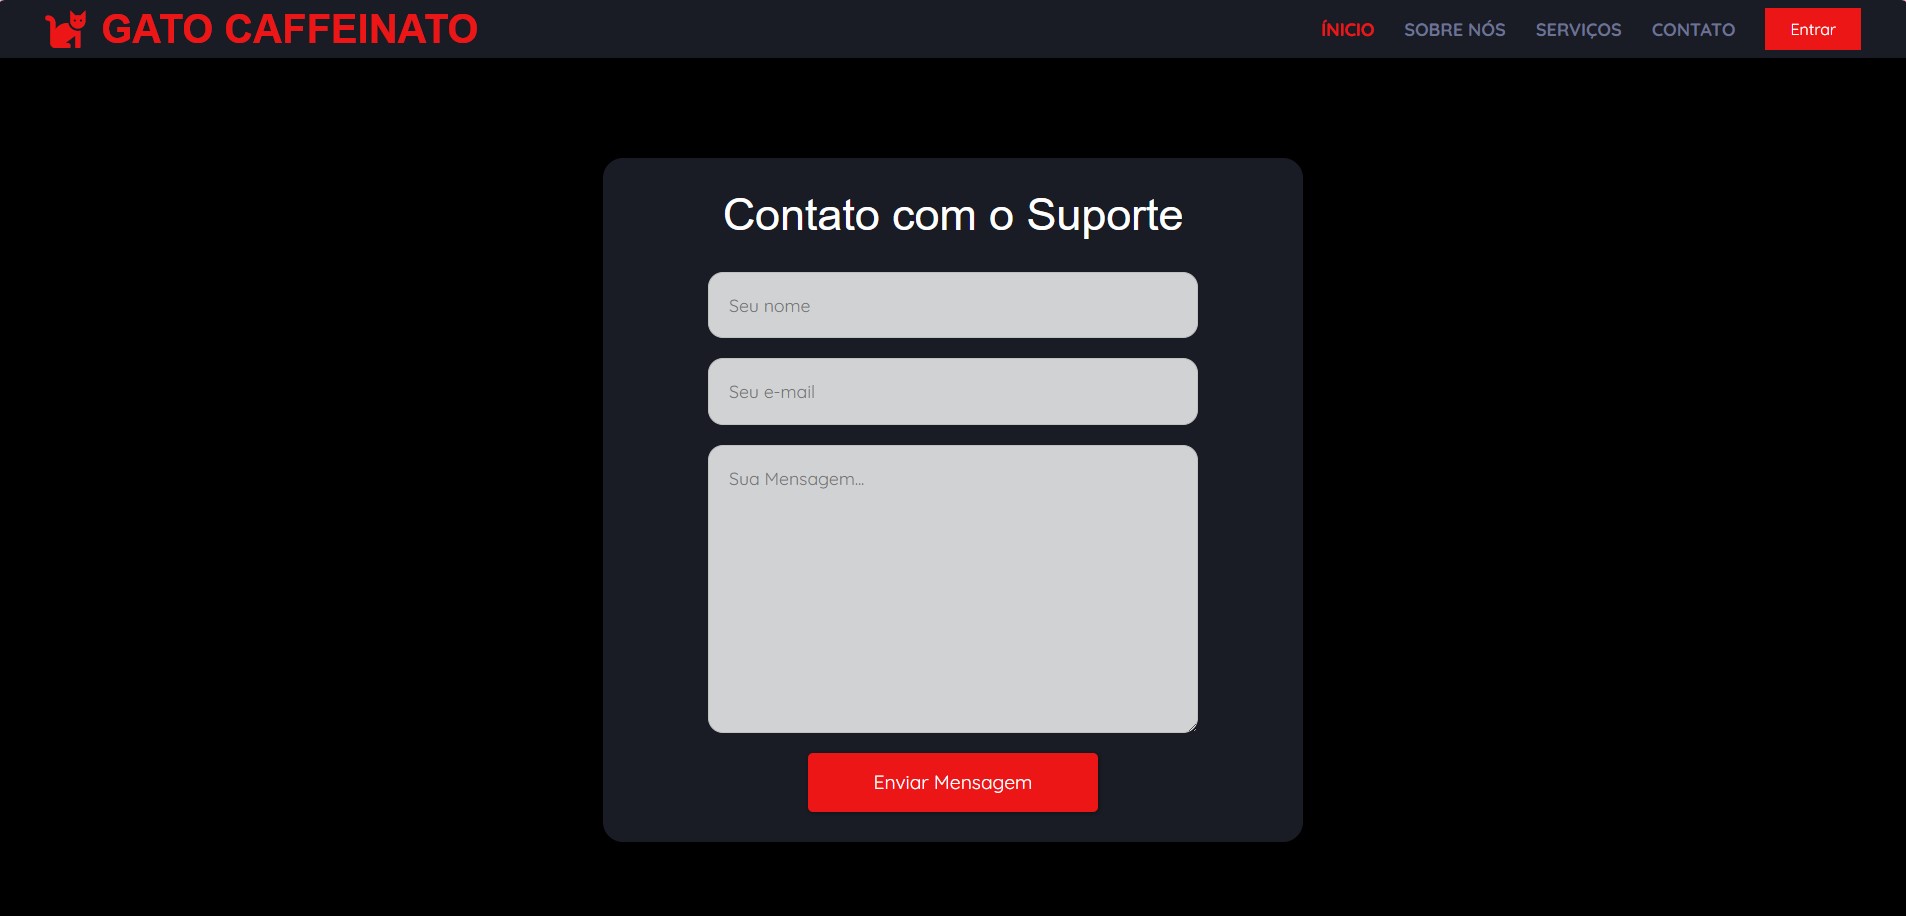 GATO CAFFEINATO
ÍNICIO SOBRE NÓS SERVIÇOS CONTATO Entrar
Contato com o Suporte
Seu nome
Seu e-mail
Sua Mensagem...
Enviar Mensagem